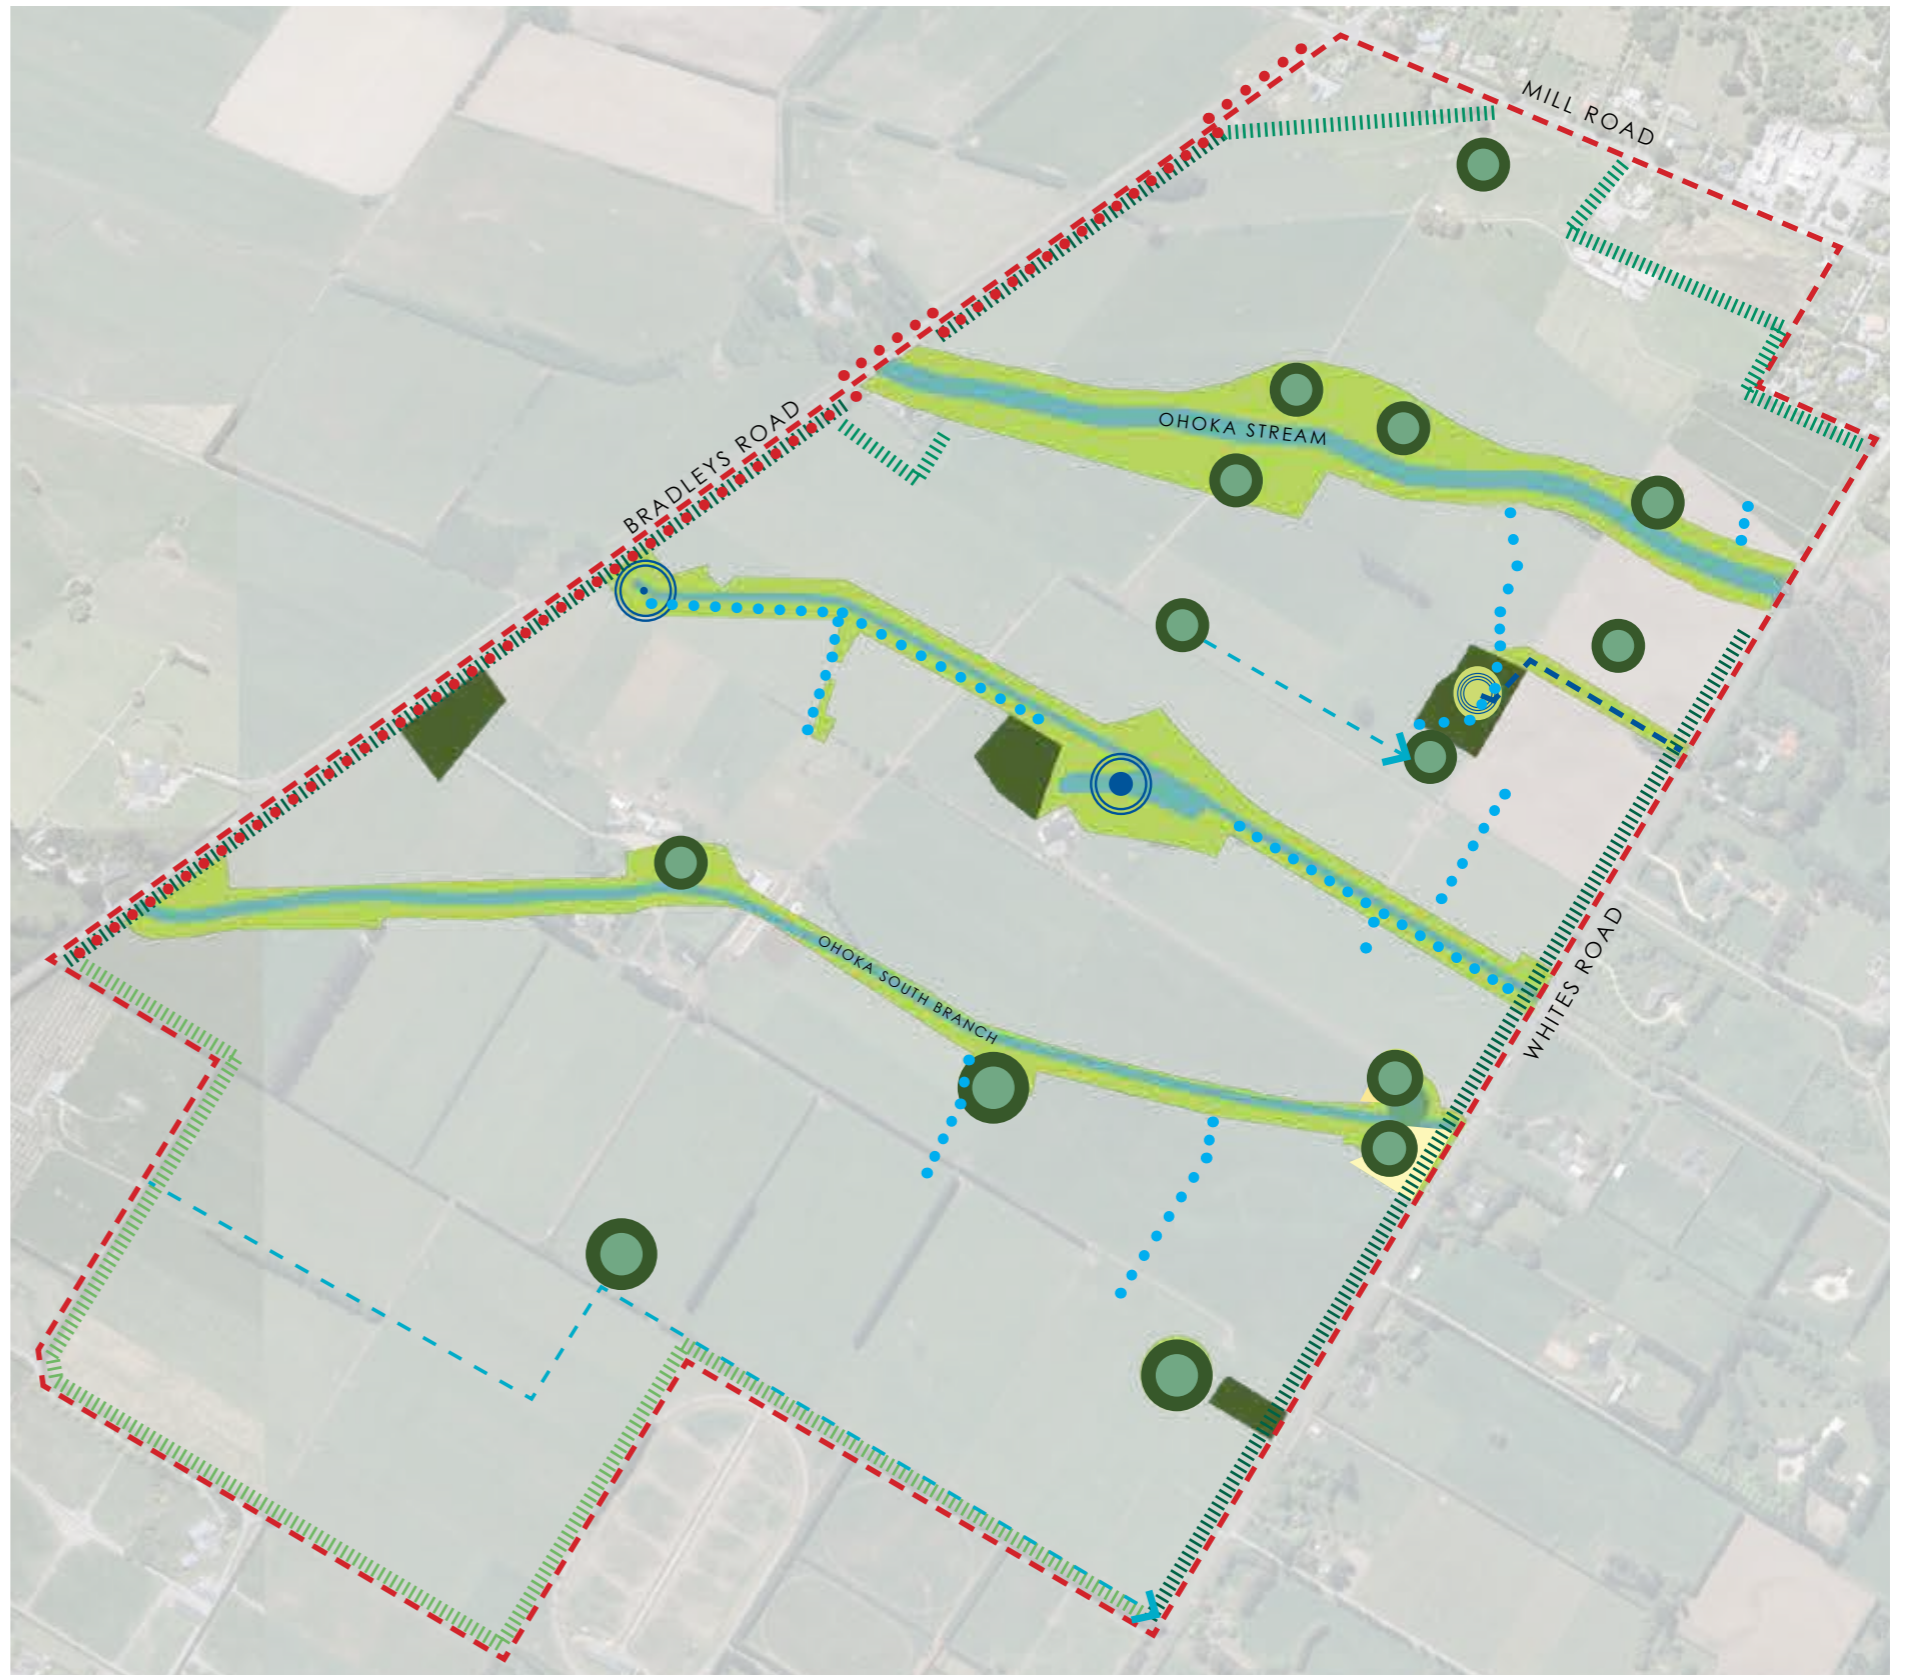 MILL ROAD
BRADLEYS ROAD
OHOKA STREAM
WHITES ROAD
OHOKA SOUTH BRANCH